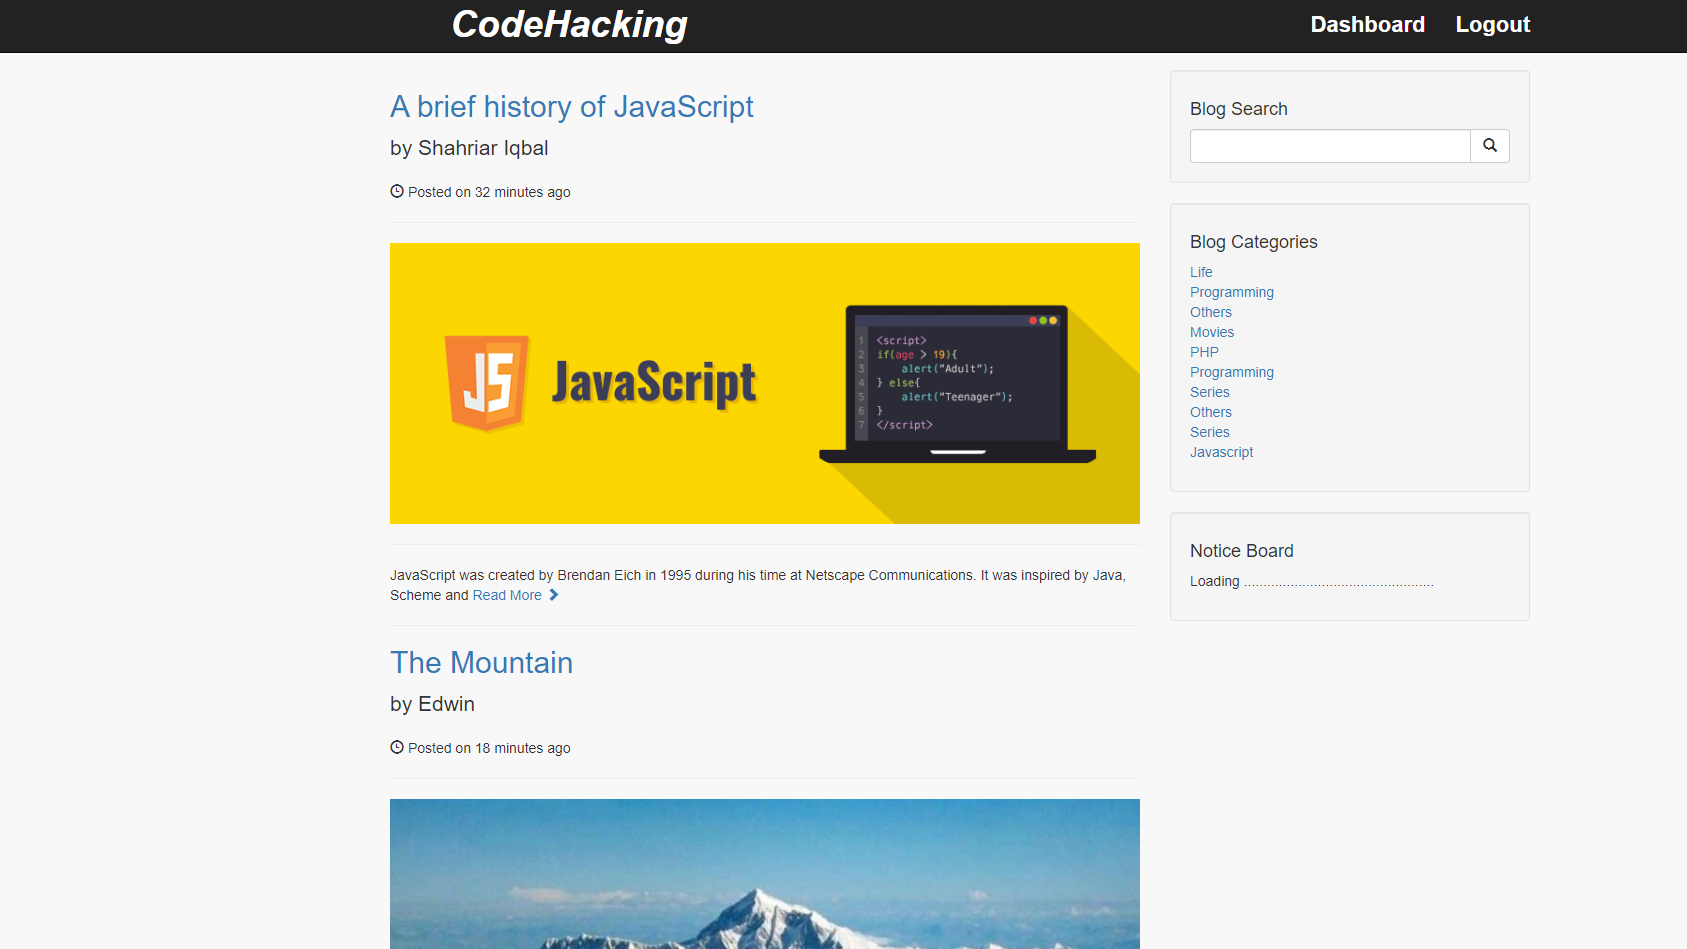 CodeHacking
Dashboard
Logout
A brief history of JavaScript
by Shahriar Iqbal
Posted on 32 minutes ago
JS
JavaScript
1 <script>
2 if(age > 19){
3 alert("Adult");
4 } else{
5 alert("Teenager");
6 }
7 </script>
JavaScript was created by Brendan Eich in 1995 during his time at Netscape Communications. It was inspired by Java,
Scheme and Read More
The Mountain
by Edwin
Posted on 18 minutes ago
Blog Search
Blog Categories
Life
Programming
Others
Movies
PHP
Programming
Series
Others
Series
Javascript
Notice Board
Loading .................................................